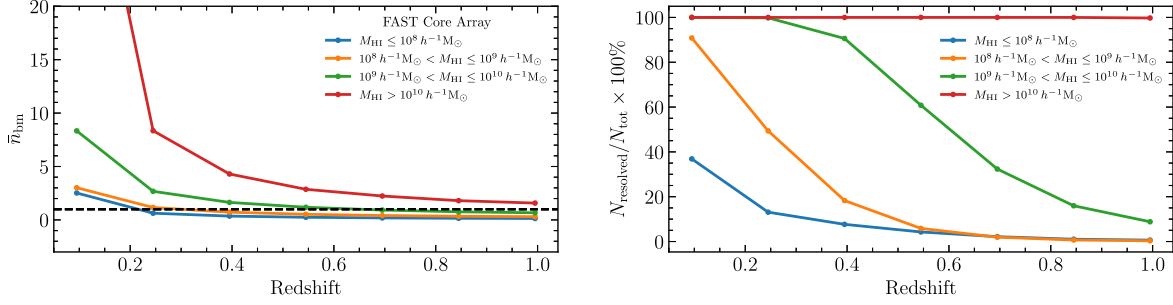 20
15
10
5
0
n̄_bm
FAST Core Array
M_HI ≤ 10^8 h^−1 M_⊙
10^8 h^−1 M_⊙ < M_HI ≤ 10^9 h^−1 M_⊙
10^9 h^−1 M_⊙ < M_HI ≤ 10^10 h^−1 M_⊙
M_HI > 10^10 h^−1 M_⊙
0.2 0.4 0.6 0.8 1.0
Redshift
100
80
60
40
20
0
N_resolved/N_tot × 100%
M_HI ≤ 10^8 h^−1 M_⊙
10^8 h^−1 M_⊙ < M_HI ≤ 10^9 h^−1 M_⊙
10^9 h^−1 M_⊙ < M_HI ≤ 10^10 h^−1 M_⊙
M_HI > 10^10 h^−1 M_⊙
0.2 0.4 0.6 0.8 1.0
Redshift